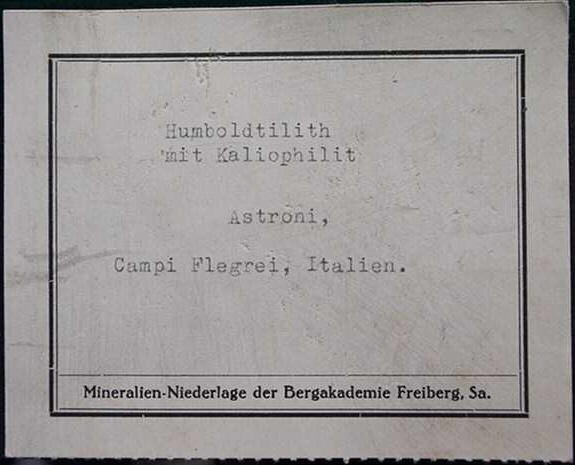 Humboldtilith
mit Kaliophilit
Astroni,
Campi Flegrei, Italien.
Mineralien-Niederlage der Bergakademie Freiberg, Sa.